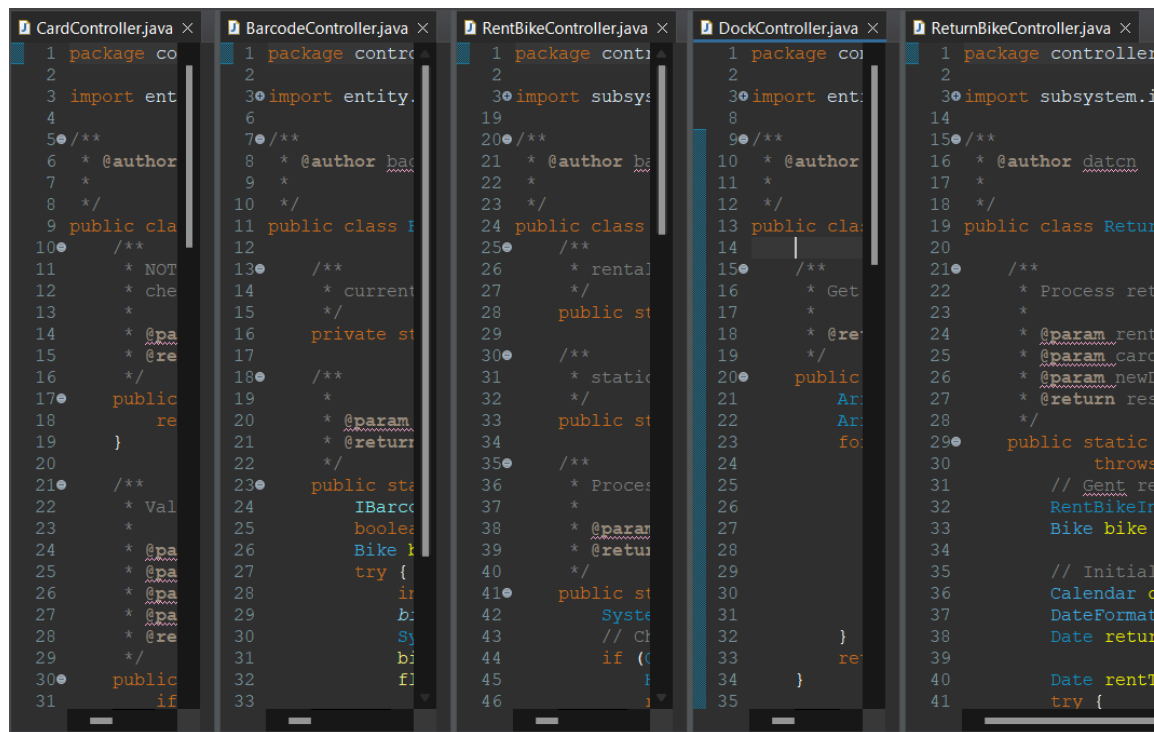 CardController.java
1 package co
2
3 import ent
4
5 /**
6 * @author
7 *
8 */
9 public cla
10 /**
11 * NOT
12 * che
13 *
14 * @pa
15 * @re
16 */
17 public
18 re
19 }
20
21 /**
22 * Val
23 *
24 * @pa
25 * @pa
26 * @pa
27 * @pa
28 * @re
29 */
30 public
31 if
BarcodeController.java
1 package contro
2
3 import entity.
6
7 /**
8 * @author bac
9 *
10 */
11 public class B
12
13 /**
14 * current
15 */
16 private st
17
18 /**
19 *
20 * @param
21 * @return
22 */
23 public sta
24 IBarco
25 boolea
26 Bike b
27 try {
28 in
29 bi
30 Sy
31 bi
32 fl
33
RentBikeController.java
1 package contr
2
3 import subsys
19
20 /**
21 * @author ba
22 *
23 */
24 public class
25 /**
26 * rental
27 */
28 public st
29
30 /**
31 * static
32 */
33 public st
34
35 /**
36 * Proces
37 *
38 * @param
39 * @retur
40 */
41 public st
42 Syste
43 // Ch
44 if (
45
46 r
DockController.java
1 package con
2
3 import enti
8
9 /**
10 * @author
11 *
12 */
13 public clas
14
15 /**
16 * Get
17 *
18 * @ret
19 */
20 public
21 Arr
22 Arr
23 for
24
25
26
27
28
29
30
31
32 }
33 ret
34 }
35
ReturnBikeController.java
1 package controller
2
3 import subsystem.i
14
15 /**
16 * @author datcn
17 *
18 */
19 public class Retur
20
21 /**
22 * Process ret
23 *
24 * @param rent
25 * @param card
26 * @param newD
27 * @return res
28 */
29 public static
30 throws
31 // Gent re
32 RentBikeIn
33 Bike bike
34
35 // Initial
36 Calendar c
37 DateFormat
38 Date retur
39
40 Date rentT
41 try {